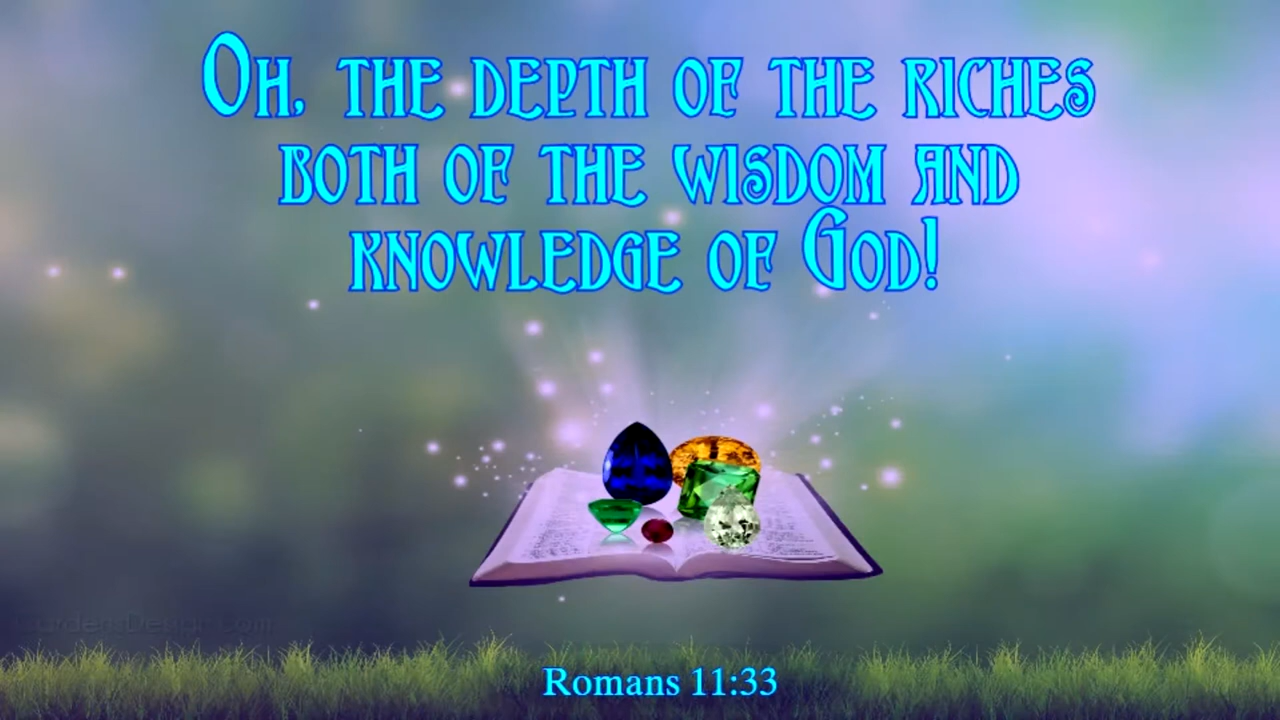 Oh, the depth of the riches
both of the wisdom and
knowledge of God!
Romans 11:33